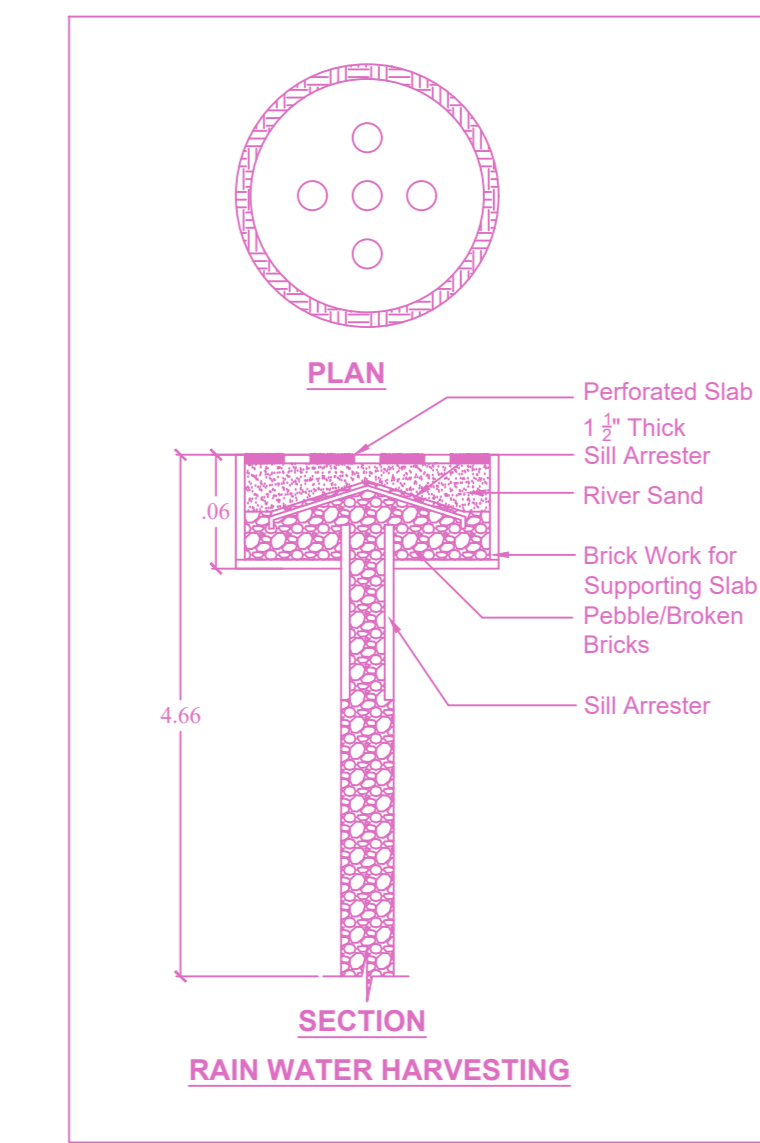 PLAN
Perforated Slab
1 1/2" Thick
Sill Arrester
River Sand
.06
Brick Work for
Supporting Slab
Pebble/Broken
Bricks
Sill Arrester
4.66
SECTION
RAIN WATER HARVESTING